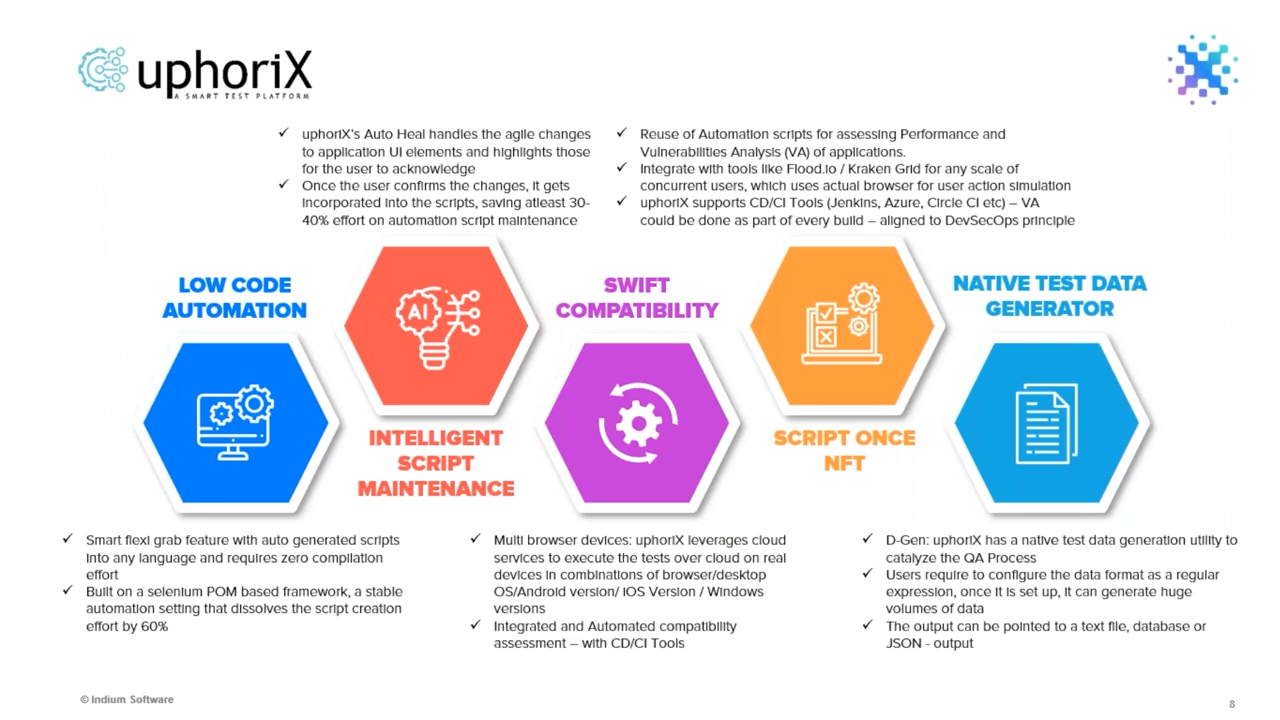 uphoriX
A SMART TEST PLATFORM
✓ uphoriX's Auto Heal handles the agile changes
to application UI elements and highlights those
for the user to acknowledge
✓ Once the user confirms the changes, it gets
incorporated into the scripts, saving atleast 30-
40% effort on automation script maintenance
✓ Reuse of Automation scripts for assessing Performance and
Vulnerabilities Analysis (VA) of applications.
✓ Integrate with tools like Flood.io / Kraken Grid for any scale of
concurrent users, which uses actual browser for user action simulation
✓ uphoriX supports CD/CI Tools (Jenkins, Azure, Circle CI etc) – VA
could be done as part of every build – aligned to DevSecOps principle
LOW CODE
AUTOMATION
AI
INTELLIGENT
SCRIPT
MAINTENANCE
SWIFT
COMPATIBILITY
SCRIPT ONCE
NFT
NATIVE TEST DATA
GENERATOR
✓ Smart flexi grab feature with auto generated scripts
into any language and requires zero compilation
effort
✓ Built on a selenium POM based framework, a stable
automation setting that dissolves the script creation
effort by 60%
✓ Multi browser devices: uphoriX leverages cloud
services to execute the tests over cloud on real
devices in combinations of browser/desktop
OS/Android version/ IOS Version / Windows
versions
✓ Integrated and Automated compatibility
assessment – with CD/CI Tools
✓ D-Gen: uphoriX has a native test data generation utility to
catalyze the QA Process
✓ Users require to configure the data format as a regular
expression, once it is set up, it can generate huge
volumes of data
✓ The output can be pointed to a text file, database or
JSON - output
© Indium Software
8